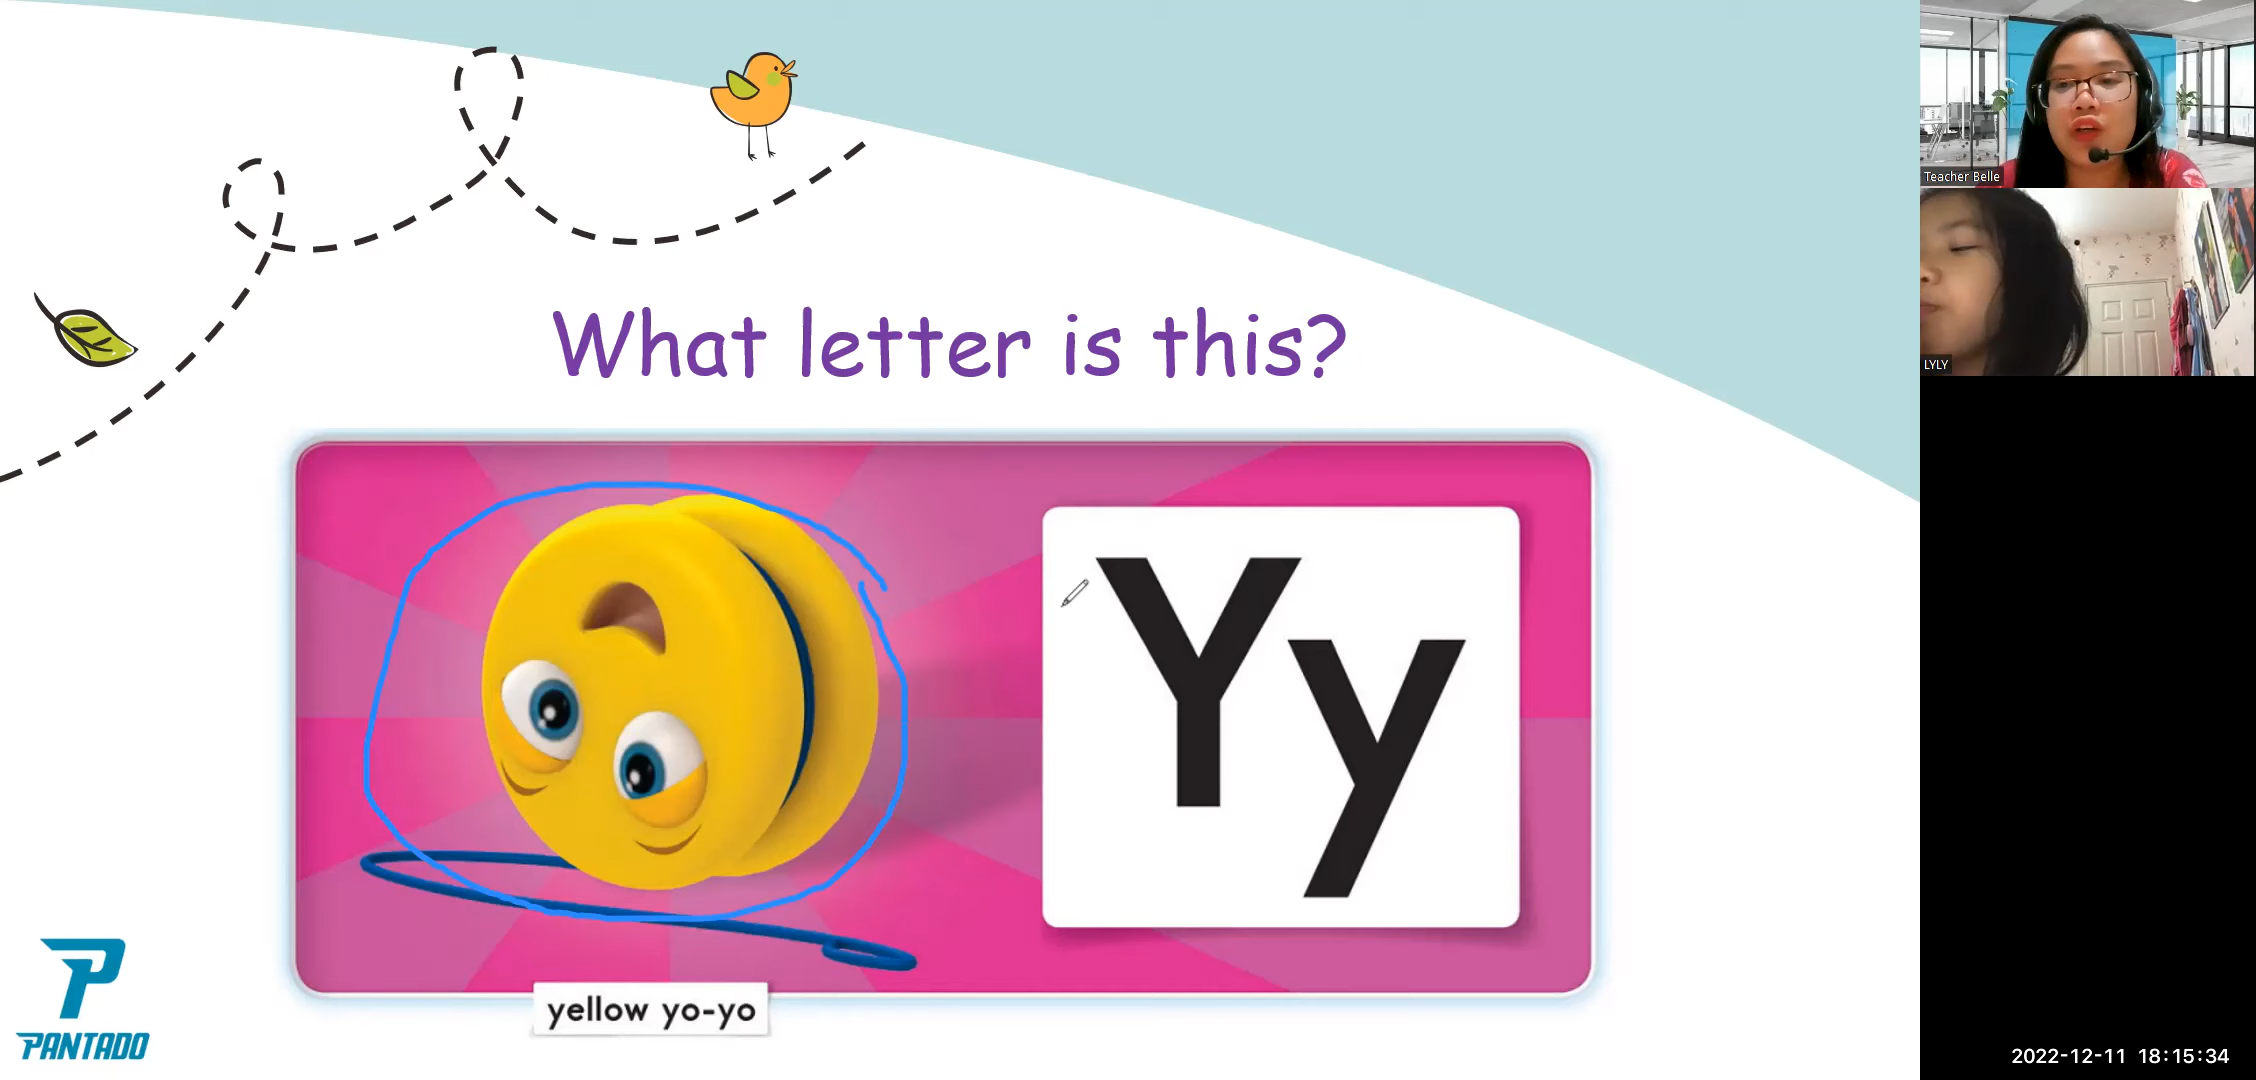 What letter is this?
Yy
yellow yo-yo
PANTADO
Teacher Belle
LYLY
2022-12-11 18:15:34